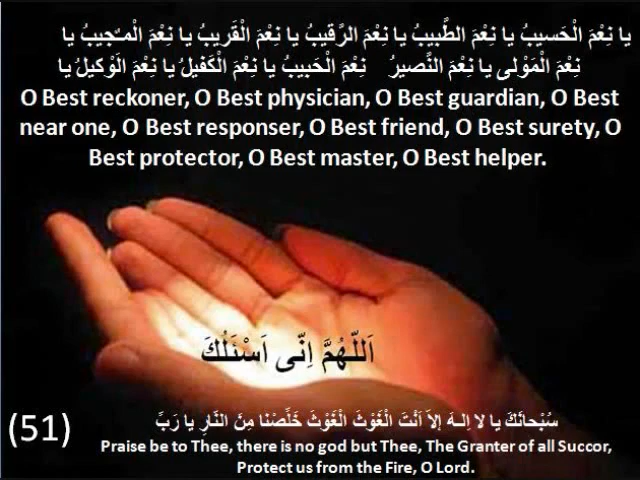 يا نِعْمَ الْحَسيبُ يا نِعْمَ الطَّبيبُ يا نِعْمَ الرَّقيبُ يا نِعْمَ الْقَريبُ يا نِعْمَ الْمـُجيبُ يا
نِعْمَ الْحَبيبُ يا نِعْمَ الْكَفيلُ يا نِعْمَ الْوَكيلُ يا نِعْمَ الْمَوْلى يا نِعْمَ النَّصيرُ
O Best reckoner, O Best physician, O Best guardian, O Best
near one, O Best responser, O Best friend, O Best surety, O
Best protector, O Best master, O Best helper.
اَللّهُمَّ اِنّى اَسْئَلُكَ
(51)
سُبْحانَكَ يا لا اِلـهَ اِلاّ اَنْتَ الْغَوْثَ الْغَوْثَ خَلِّصْنا مِنَ النَّارِ يا رَبِّ
Praise be to Thee, there is no god but Thee, The Granter of all Succor,
Protect us from the Fire, O Lord.